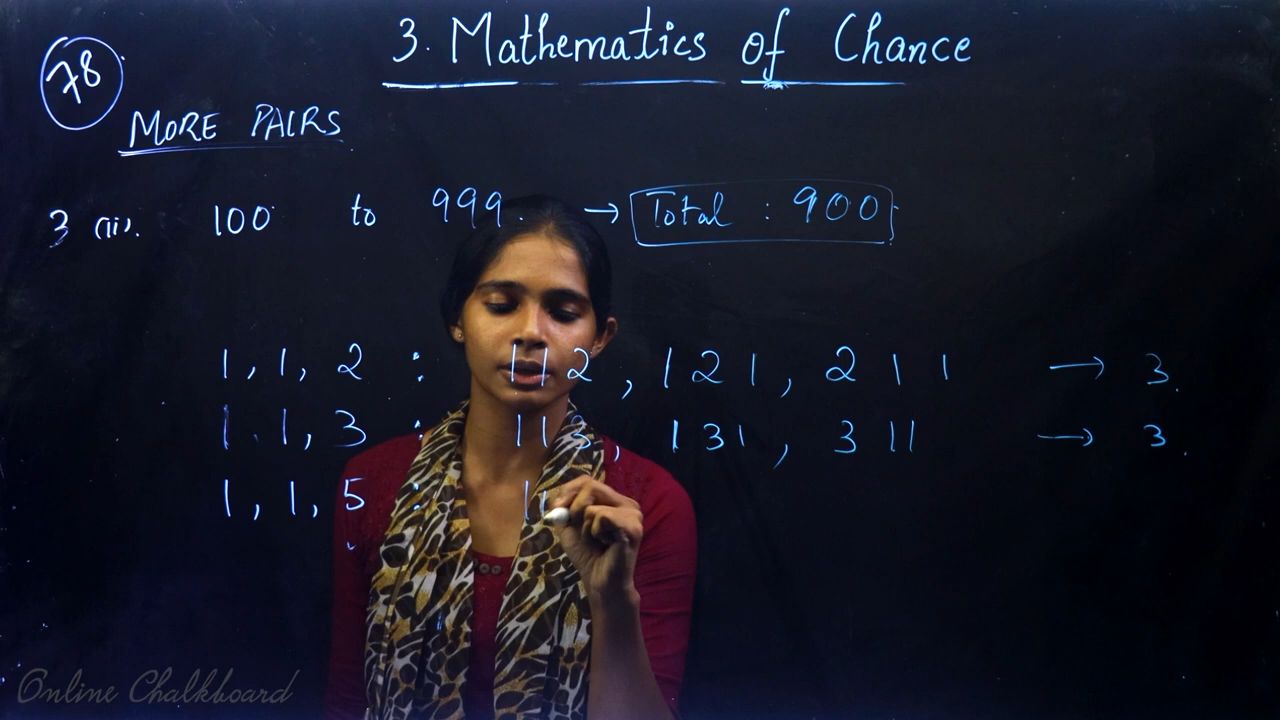 3. Mathematics of Chance
78
MORE PAIRS
3 (ii). 100 to 999. → Total : 900
1, 1, 2 : 112, 121, 211 → 3.
1, 1, 3 : 113, 131, 311 → 3.
1, 1, 5 : 11
Online Chalkboard